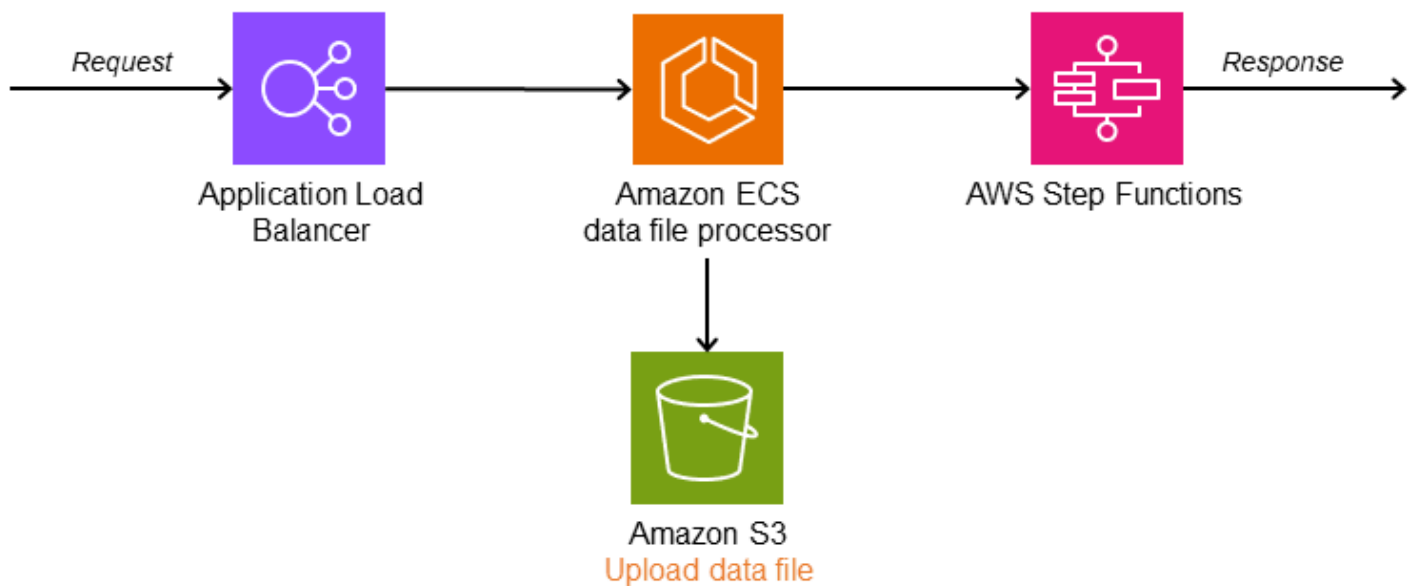 Request
Response
Application Load
Balancer
Amazon ECS
data file processor
AWS Step Functions
Amazon S3
Upload data file